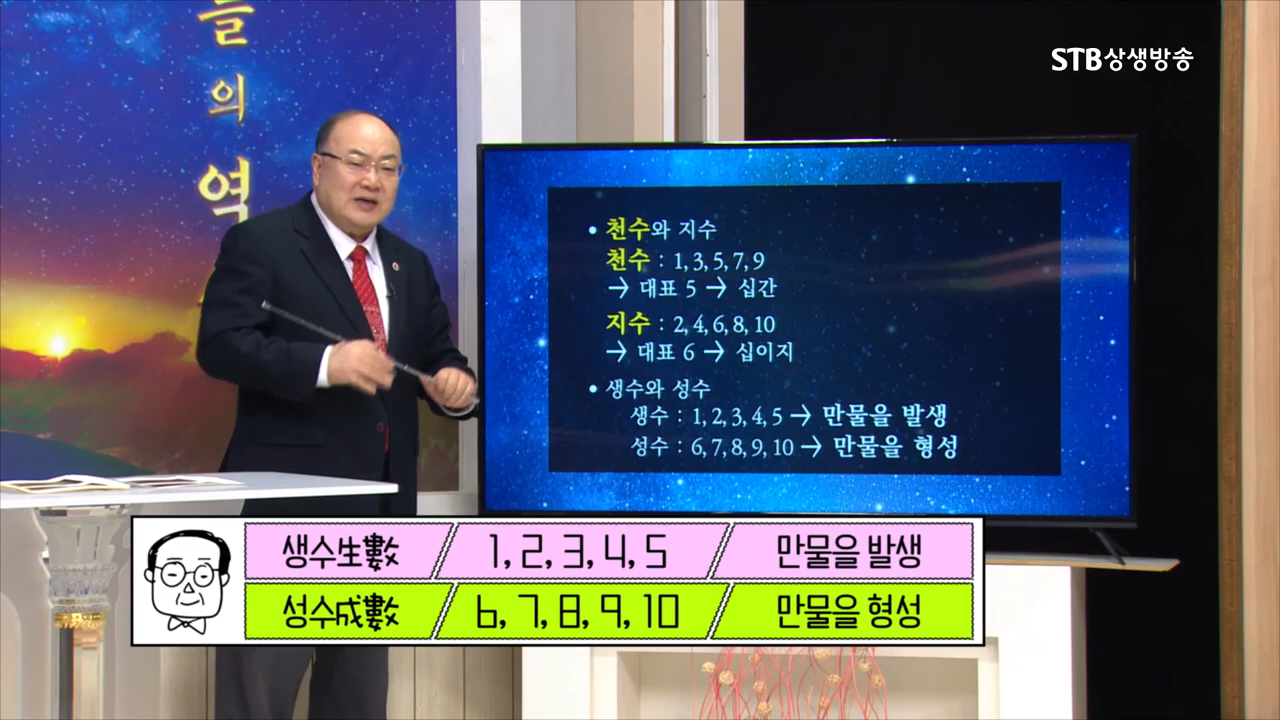 들의 역
STB상생방송
• 천수와 지수
천수 : 1, 3, 5, 7, 9
→ 대표 5 → 십간
지수 : 2, 4, 6, 8, 10
→ 대표 6 → 십이지
• 생수와 성수
생수 : 1, 2, 3, 4, 5 → 만물을 발생
성수 : 6, 7, 8, 9, 10 → 만물을 형성
생수生數 1, 2, 3, 4, 5 만물을 발생
성수成數 6, 7, 8, 9, 10 만물을 형성